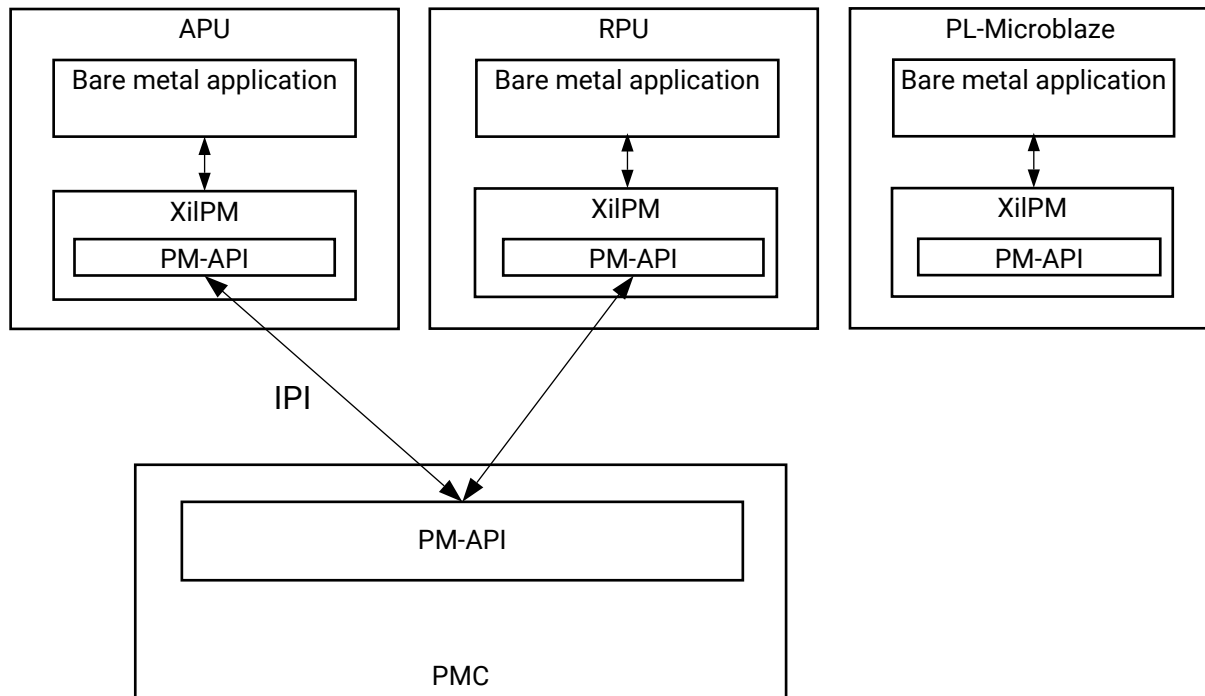 APU
RPU
PL-Microblaze
Bare metal application
Bare metal application
Bare metal application
XilPM
XilPM
XilPM
PM-API
PM-API
PM-API
IPI
PM-API
PMC